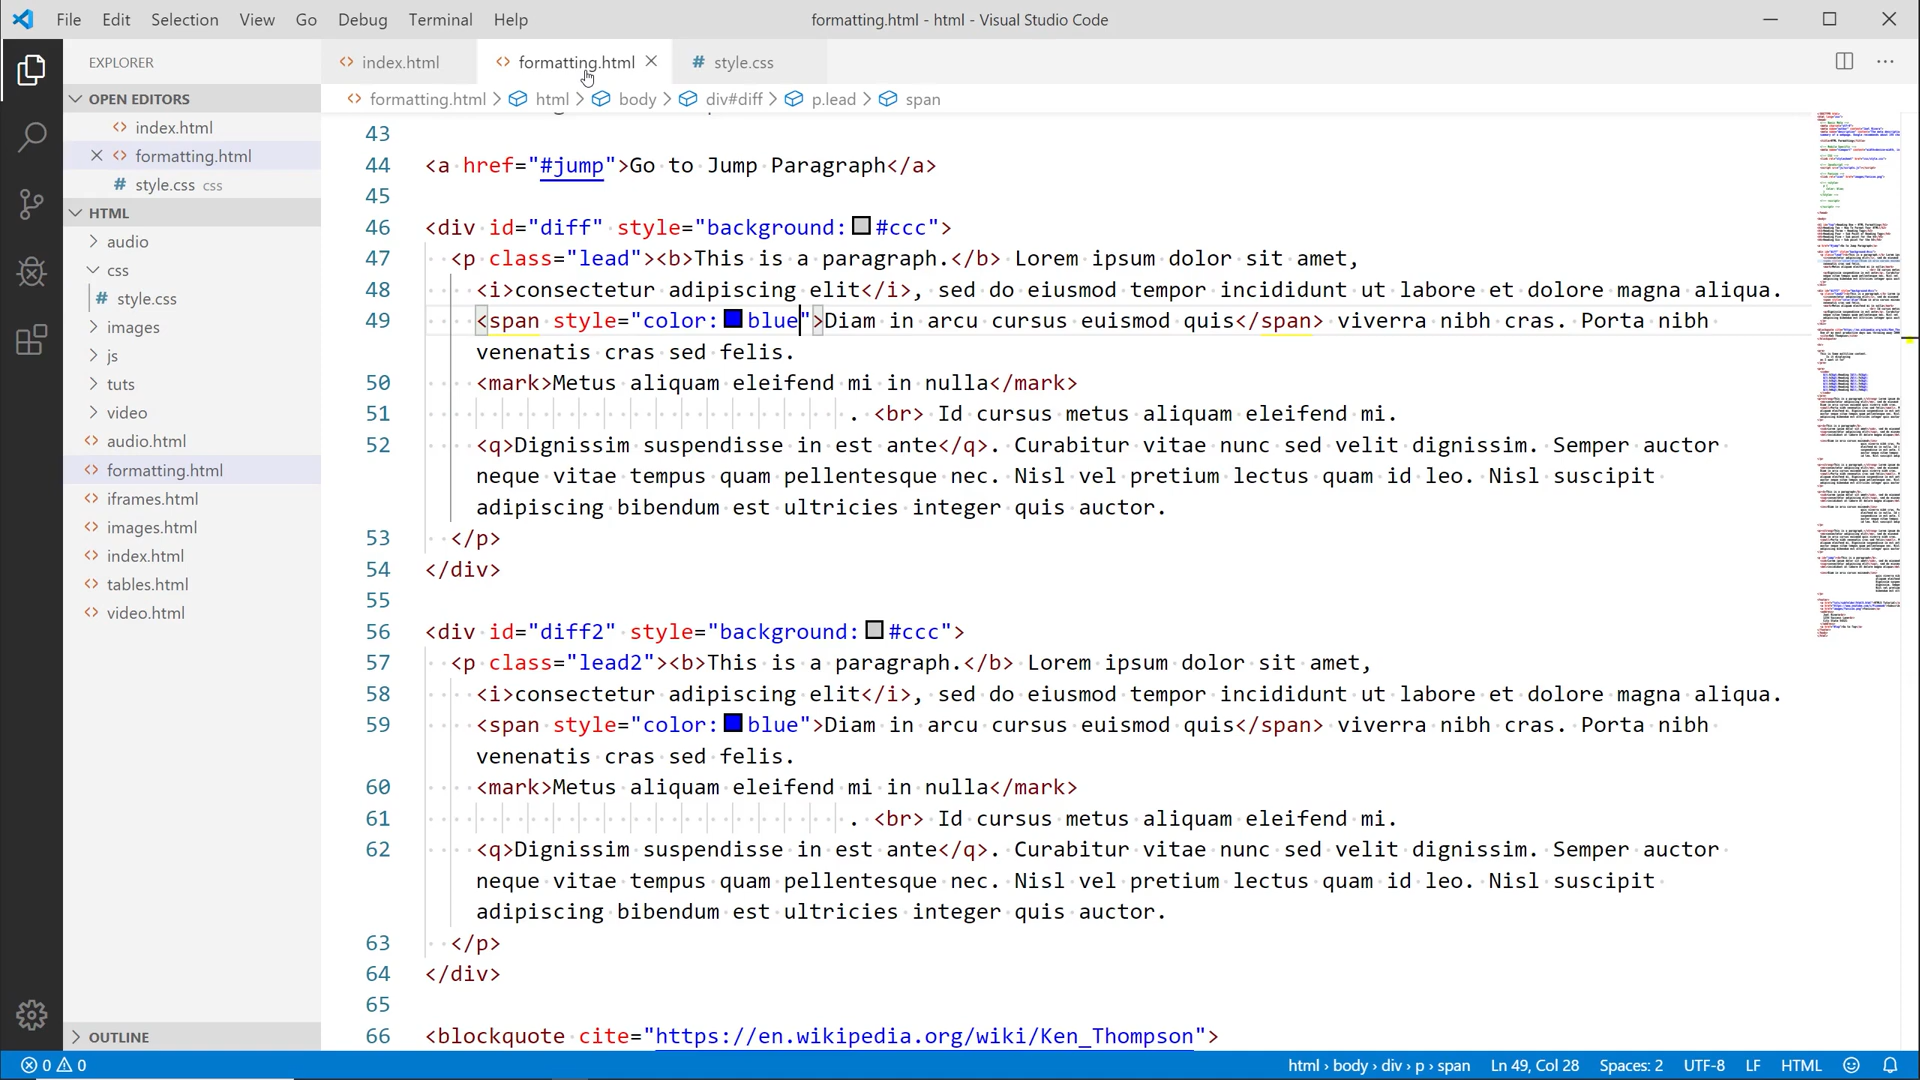 File Edit Selection View Go Debug Terminal Help
formatting.html - html - Visual Studio Code
EXPLORER
OPEN EDITORS
index.html
formatting.html
style.css css
HTML
audio
css
style.css
images
js
tuts
video
audio.html
formatting.html
iframes.html
images.html
index.html
tables.html
video.html
OUTLINE
index.html formatting.html # style.css
formatting.html > html > body > div#diff > p.lead > span
43
44 <a href="#jump">Go to Jump Paragraph</a>
45
46 <div id="diff" style="background: #ccc">
47 <p class="lead"><b>This is a paragraph.</b> Lorem ipsum dolor sit amet,
48 <i>consectetur adipiscing elit</i>, sed do eiusmod tempor incididunt ut labore et dolore magna aliqua.
49 <span style="color: blue">Diam in arcu cursus euismod quis</span> viverra nibh cras. Porta nibh
venenatis cras sed felis.
50 <mark>Metus aliquam eleifend mi in nulla</mark>
51 . <br> Id cursus metus aliquam eleifend mi.
52 <q>Dignissim suspendisse in est ante</q>. Curabitur vitae nunc sed velit dignissim. Semper auctor
neque vitae tempus quam pellentesque nec. Nisl vel pretium lectus quam id leo. Nisl suscipit
adipiscing bibendum est ultricies integer quis auctor.
53 </p>
54 </div>
55
56 <div id="diff2" style="background: #ccc">
57 <p class="lead2"><b>This is a paragraph.</b> Lorem ipsum dolor sit amet,
58 <i>consectetur adipiscing elit</i>, sed do eiusmod tempor incididunt ut labore et dolore magna aliqua.
59 <span style="color: blue">Diam in arcu cursus euismod quis</span> viverra nibh cras. Porta nibh
venenatis cras sed felis.
60 <mark>Metus aliquam eleifend mi in nulla</mark>
61 . <br> Id cursus metus aliquam eleifend mi.
62 <q>Dignissim suspendisse in est ante</q>. Curabitur vitae nunc sed velit dignissim. Semper auctor
neque vitae tempus quam pellentesque nec. Nisl vel pretium lectus quam id leo. Nisl suscipit
adipiscing bibendum est ultricies integer quis auctor.
63 </p>
64 </div>
65
66 <blockquote cite="https://en.wikipedia.org/wiki/Ken_Thompson">
0 0
html › body › div › p › span Ln 49, Col 28 Spaces: 2 UTF-8 LF HTML